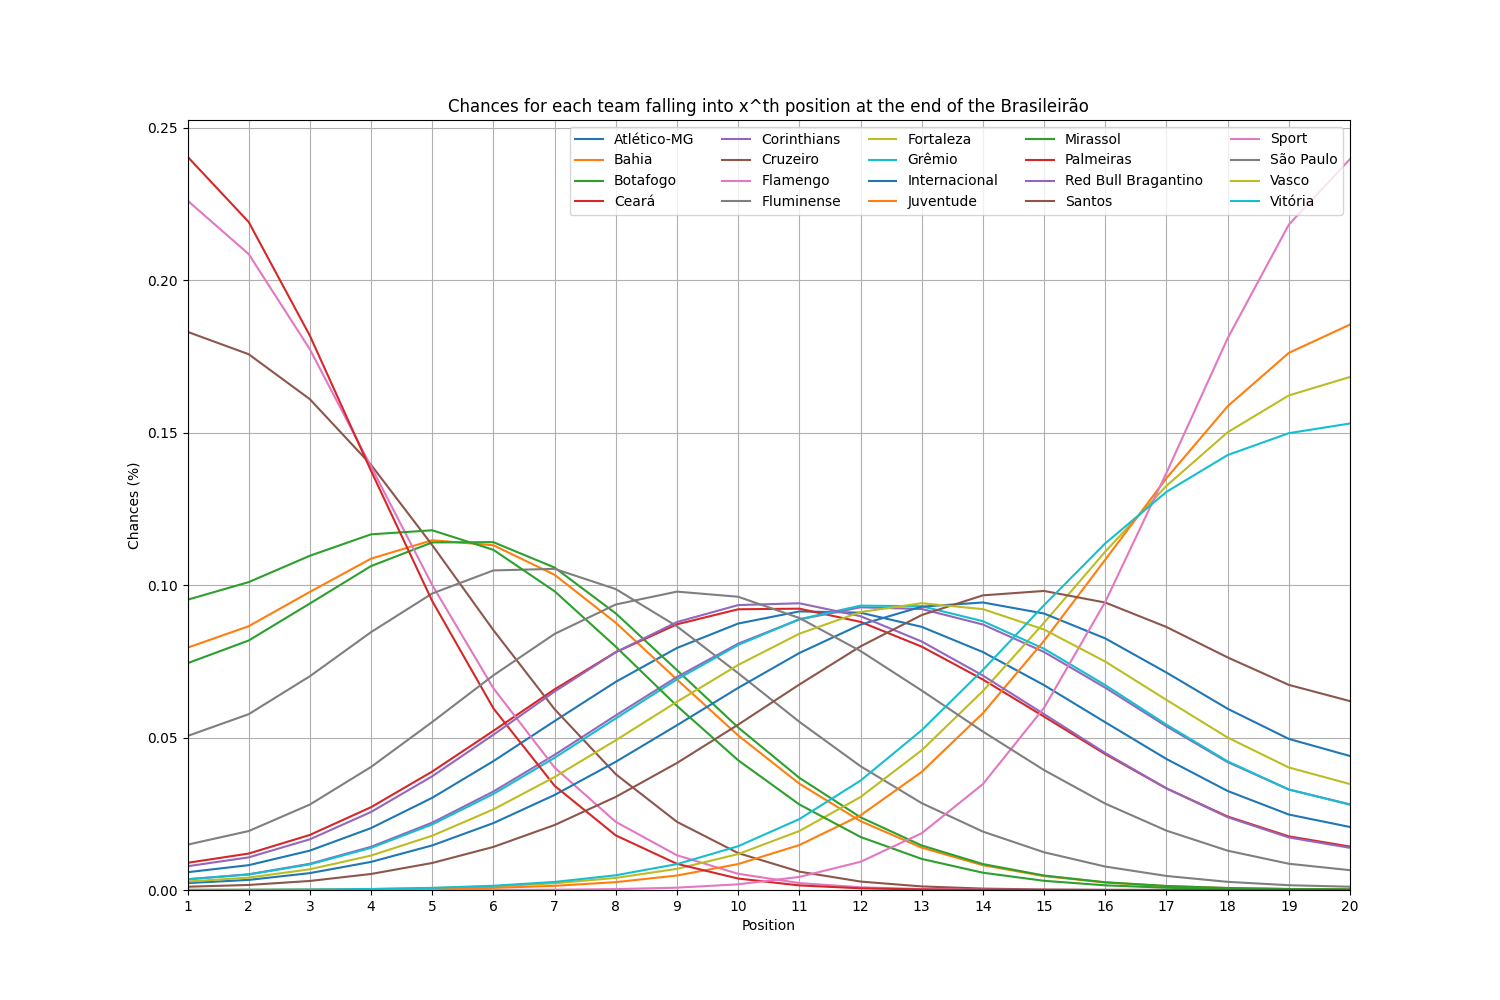 Chances for each team falling into x^th position at the end of the Brasileirão
Atlético-MG
Bahia
Botafogo
Ceará
Corinthians
Cruzeiro
Flamengo
Fluminense
Fortaleza
Grêmio
Internacional
Juventude
Mirassol
Palmeiras
Red Bull Bragantino
Santos
Sport
São Paulo
Vasco
Vitória
Chances (%)
0.25
0.20
0.15
0.10
0.05
0.00
1 2 3 4 5 6 7 8 9 10 11 12 13 14 15 16 17 18 19 20
Position